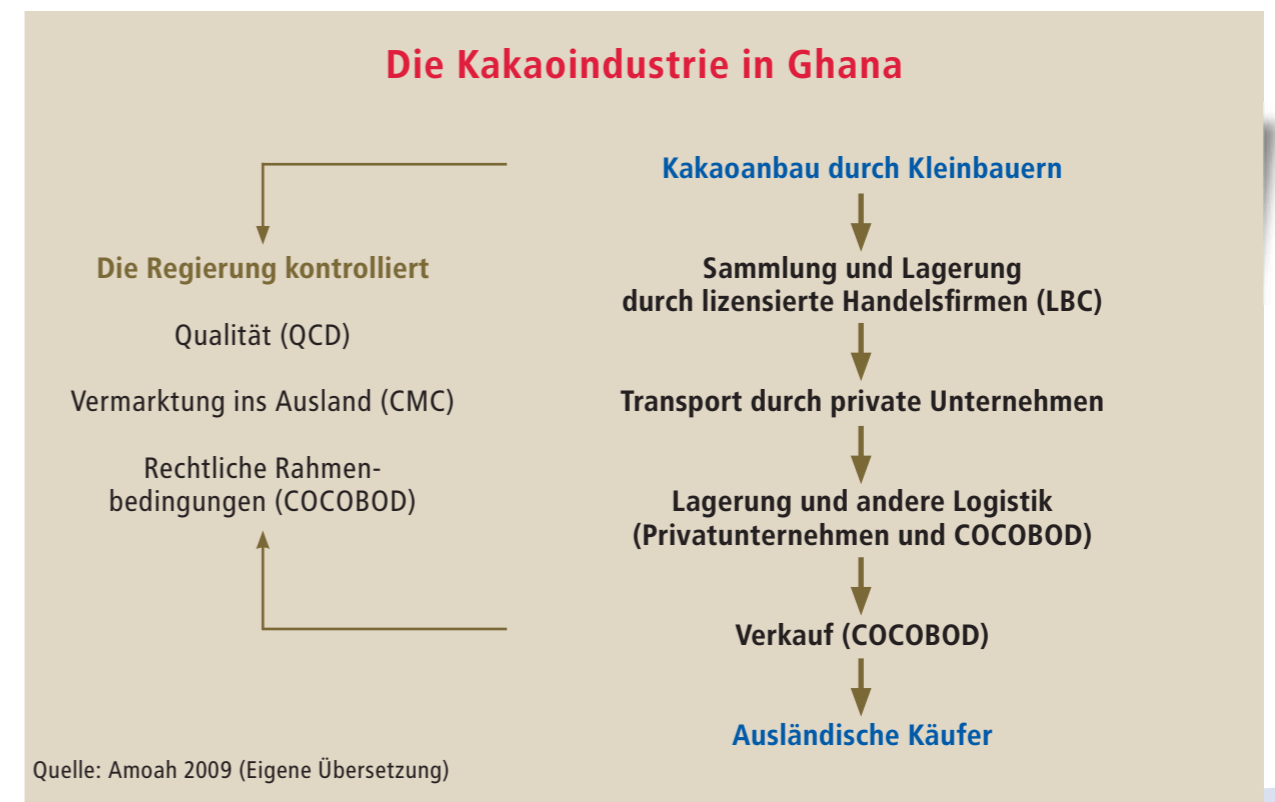 Die Kakaoindustrie in Ghana
Kakaoanbau durch Kleinbauern
Die Regierung kontrolliert
Qualität (QCD)
Vermarktung ins Ausland (CMC)
Rechtliche Rahmen-
bedingungen (COCOBOD)
Sammlung und Lagerung
durch lizensierte Handelsfirmen (LBC)
Transport durch private Unternehmen
Lagerung und andere Logistik
(Privatunternehmen und COCOBOD)
Verkauf (COCOBOD)
Ausländische Käufer
Quelle: Amoah 2009 (Eigene Übersetzung)